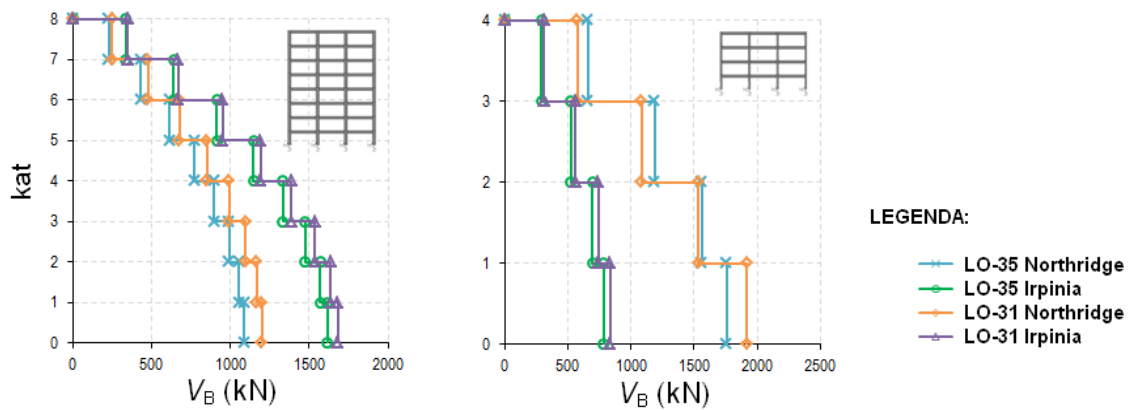 kat
8
7
6
5
4
3
2
1
0
0 500 1000 1500 2000
V_B (kN)
4
3
2
1
0
0 500 1000 1500 2000 2500
V_B (kN)
LEGENDA:
LO-35 Northridge
LO-35 Irpinia
LO-31 Northridge
LO-31 Irpinia